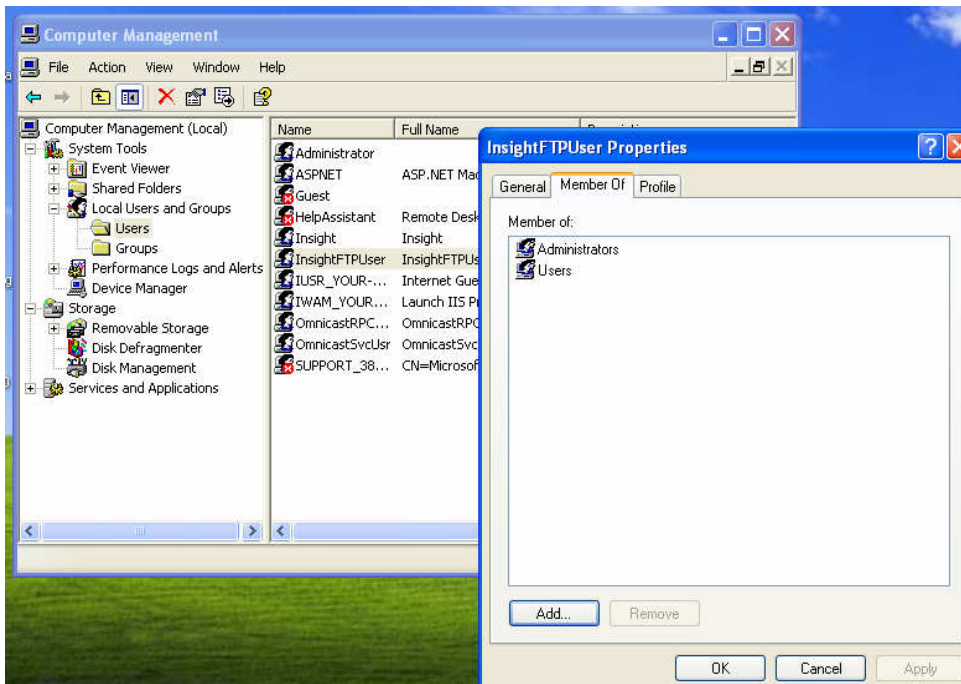 Computer Management
File Action View Window Help
Computer Management (Local)
System Tools
Event Viewer
Shared Folders
Local Users and Groups
Users
Groups
Performance Logs and Alerts
Device Manager
Storage
Removable Storage
Disk Defragmenter
Disk Management
Services and Applications
Name Full Name
Administrator
ASPNET ASP.NET Mac
Guest
HelpAssistant Remote Desk
Insight Insight
InsightFTPUser InsightFTPUs
IUSR_YOUR-... Internet Gue
IWAM_YOUR... Launch IIS P
OmnicastRPC... OmnicastRPC
OmnicastSvcUsr OmnicastSvc
SUPPORT_38... CN=Microsof
InsightFTPUser Properties
General Member Of Profile
Member of:
Administrators
Users
Add... Remove
OK Cancel Apply